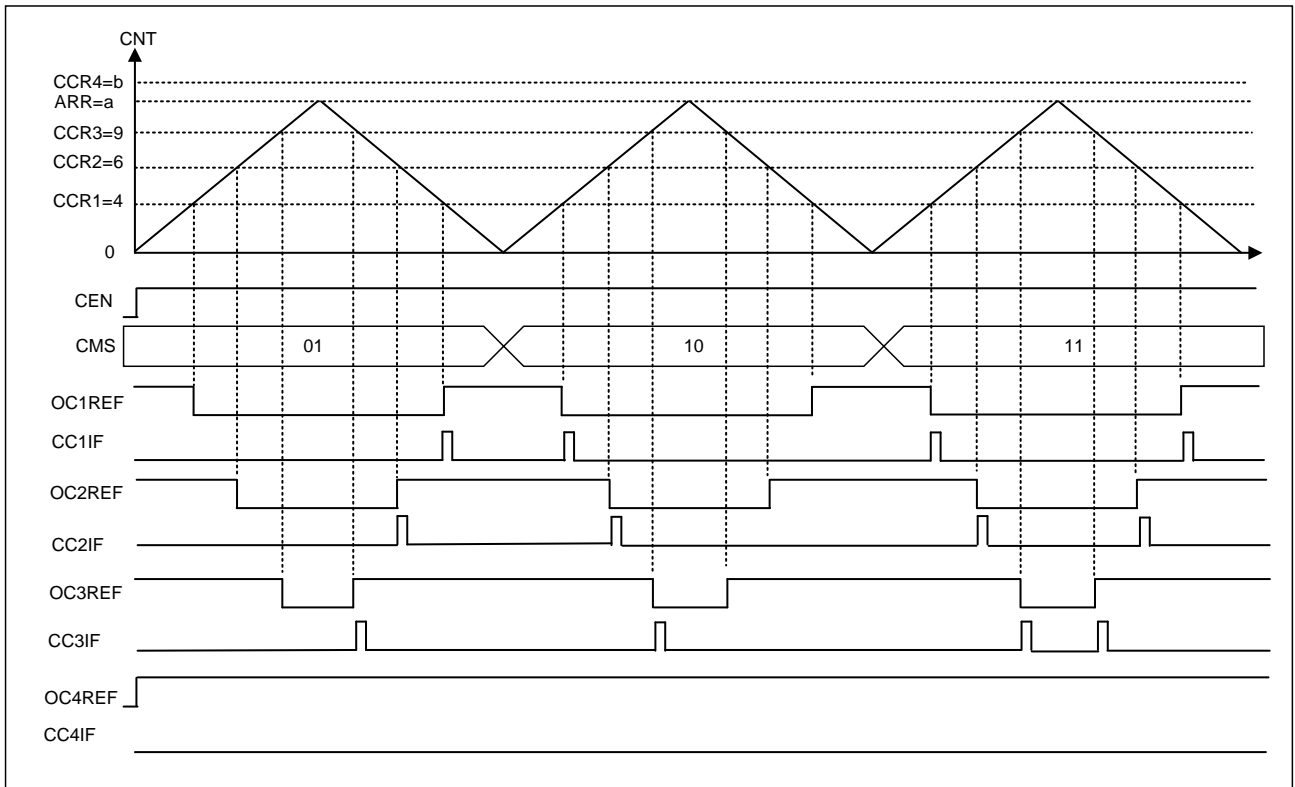 CNT
CCR4=b
ARR=a
CCR3=9
CCR2=6
CCR1=4
0
CEN
CMS
01
10
11
OC1REF
CC1IF
OC2REF
CC2IF
OC3REF
CC3IF
OC4REF
CC4IF